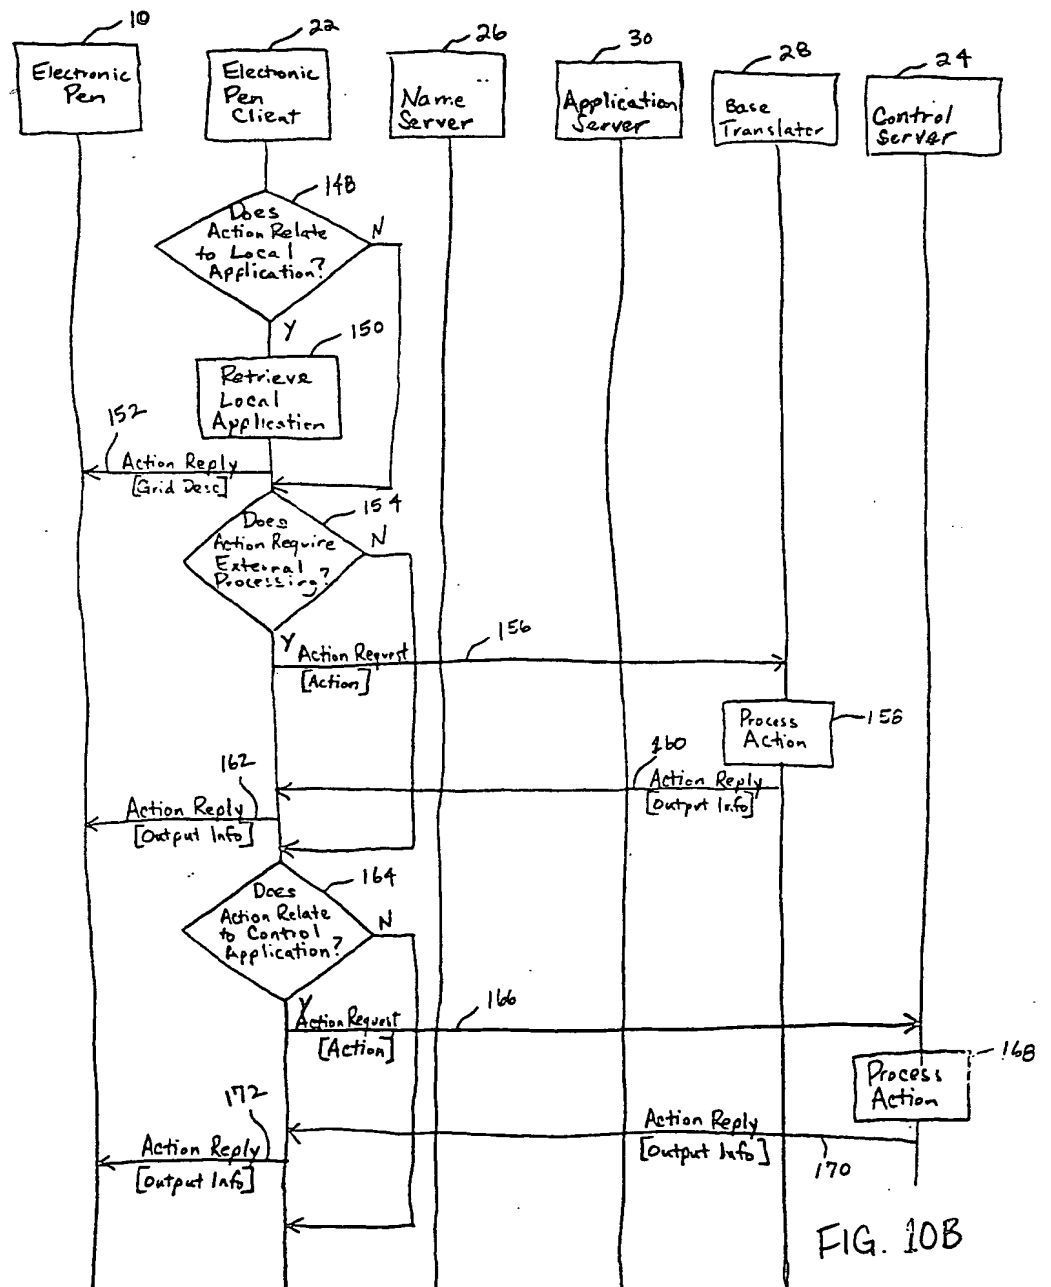 10
22
26
30
28
24
Electronic
Pen
Electronic
Pen
Client
Name
Server
Application
Server
Base
Translator
Control
Server
148
Does
Action Relate
to Local
Application?
N
Y
150
Retrieve
Local
Application
152
Action Reply
[Grid Desc]
154
Does
Action Require
External
Processing?
N
Y
Action Request
[Action]
156
Process
Action
158
160
Action Reply
[Output Info]
162
Action Reply
[Output Info]
164
Does
Action Relate
to Control
Application?
N
Y
Action Request
[Action]
166
168
Process
Action
172
Action Reply
[Output Info]
Action Reply
[Output Info]
170
FIG. 10B